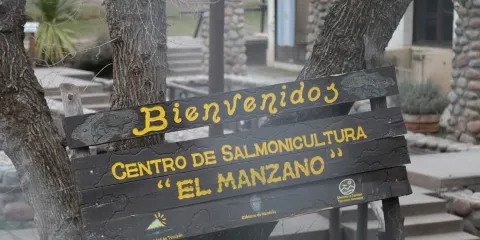 Bienvenidos
CENTRO DE SALMONICULTURA
"EL MANZANO"